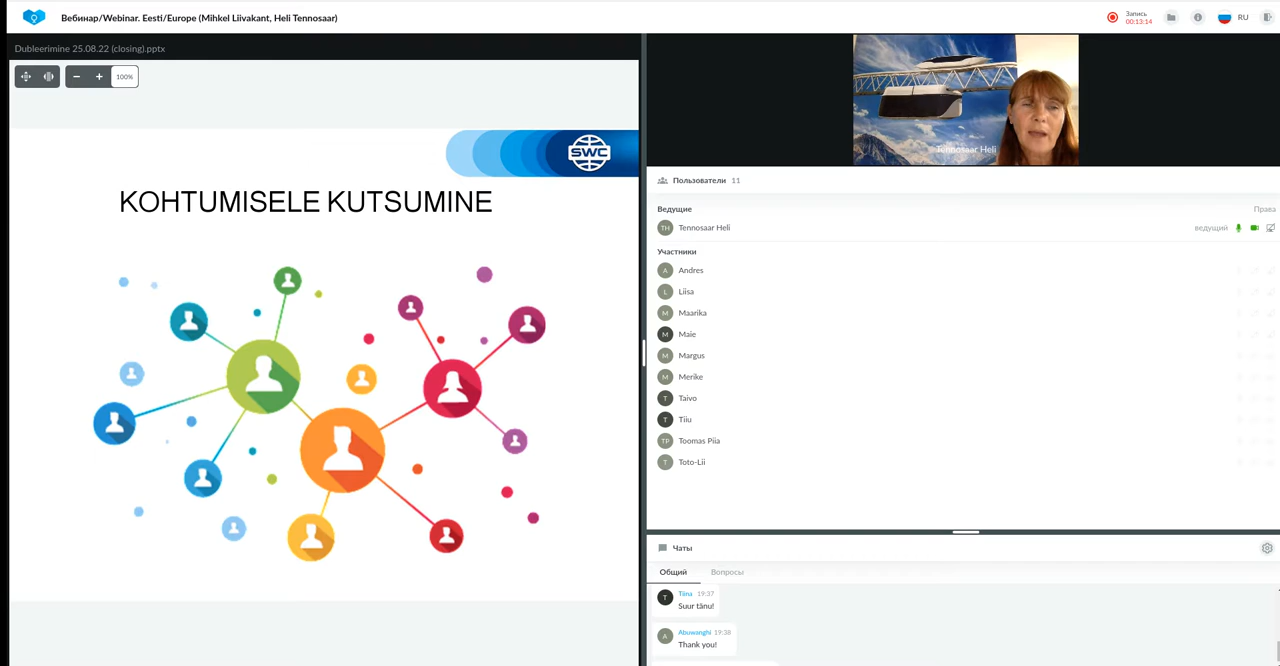 Вебинар/Webinar. Eesti/Europe (Mihkel Liivakant, Heli Tennosaar)
Запись
00:13:14
RU
Dubleerimine 25.08.22 (closing).pptx
100%
SWC
KOHTUMISELE KUTSUMINE
Tennosaar Heli
Пользователи 11
Ведущие
Права
TH Tennosaar Heli ведущий
Участники
A Andres
L Liisa
M Maarika
M Maie
M Margus
M Merike
T Taivo
T Tiiu
TP Toomas Piia
T Toto-Lii
Чаты
Общий Вопросы
T Tiina 19:37
Suur tänu!
A Abuwanghi 19:38
Thank you!